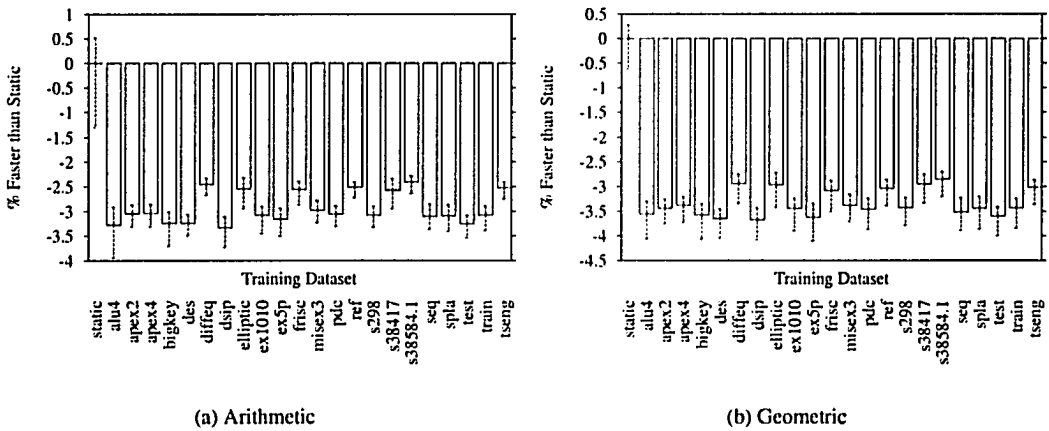 1
0.5
0
-0.5
-1
-1.5
-2
-2.5
-3
-3.5
-4
% Faster than Static
Training Dataset
static
alu4
apex2
apex4
bigkey
des
diffeq
dsip
elliptic
ex1010
ex5p
frisc
misex3
pdc
ref
s298
s38417
s38584.1
seq
spla
test
train
tseng
(a) Arithmetic
0.5
0
-0.5
-1
-1.5
-2
-2.5
-3
-3.5
-4
-4.5
% Faster than Static
Training Dataset
static
alu4
apex2
apex4
bigkey
des
diffeq
dsip
elliptic
ex1010
ex5p
frisc
misex3
pdc
ref
s298
s38417
s38584.1
seq
spla
test
train
tseng
(b) Geometric